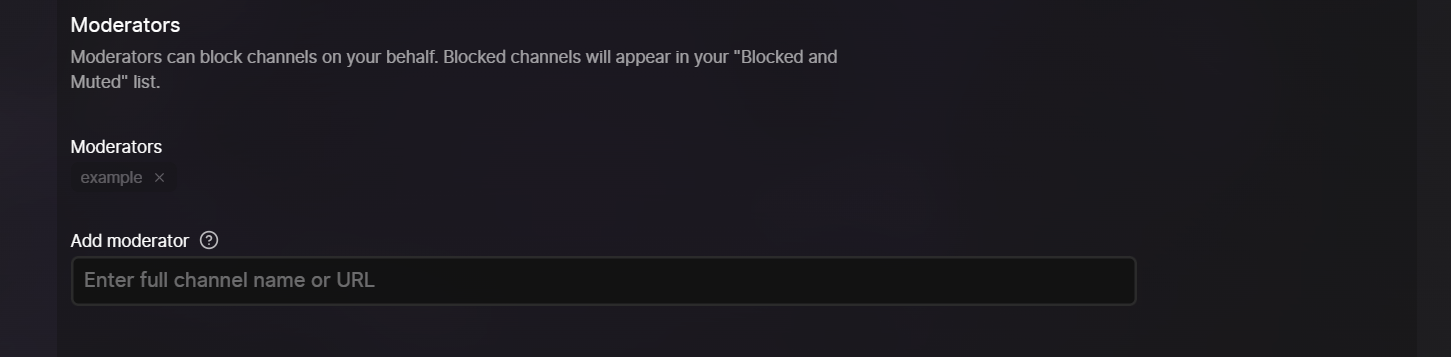 Moderators
Moderators can block channels on your behalf. Blocked channels will appear in your "Blocked and
Muted" list.
Moderators
example ×
Add moderator ?
Enter full channel name or URL